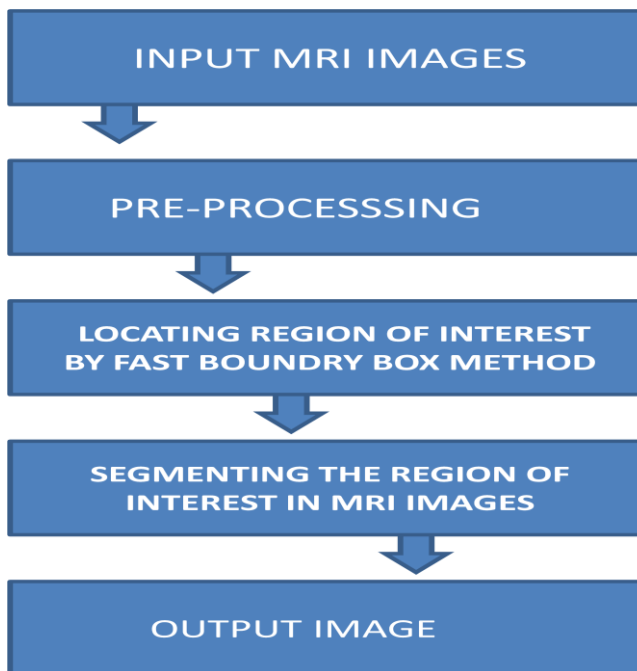 INPUT MRI IMAGES
PRE-PROCESSSING
LOCATING REGION OF INTEREST
BY FAST BOUNDRY BOX METHOD
SEGMENTING THE REGION OF
INTEREST IN MRI IMAGES
OUTPUT IMAGE